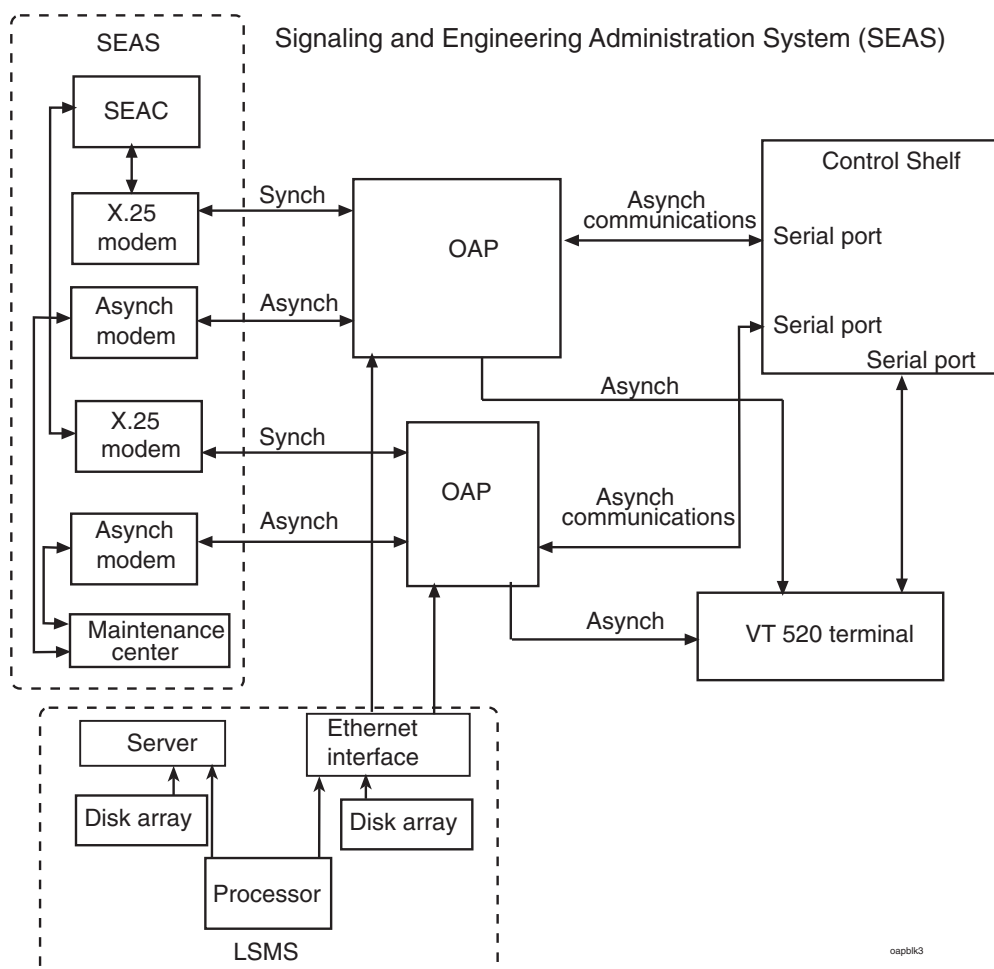 SEAS
Signaling and Engineering Administration System (SEAS)
SEAC
Control Shelf
X.25
modem
Synch
OAP
Asynch
communications
Serial port
Asynch
modem
Asynch
Serial port
Serial port
Asynch
X.25
modem
Synch
OAP
Asynch
communications
Asynch
modem
Asynch
Maintenance
center
Asynch
VT 520 terminal
Server
Ethernet
interface
Disk array
Disk array
Processor
LSMS
oapblk3